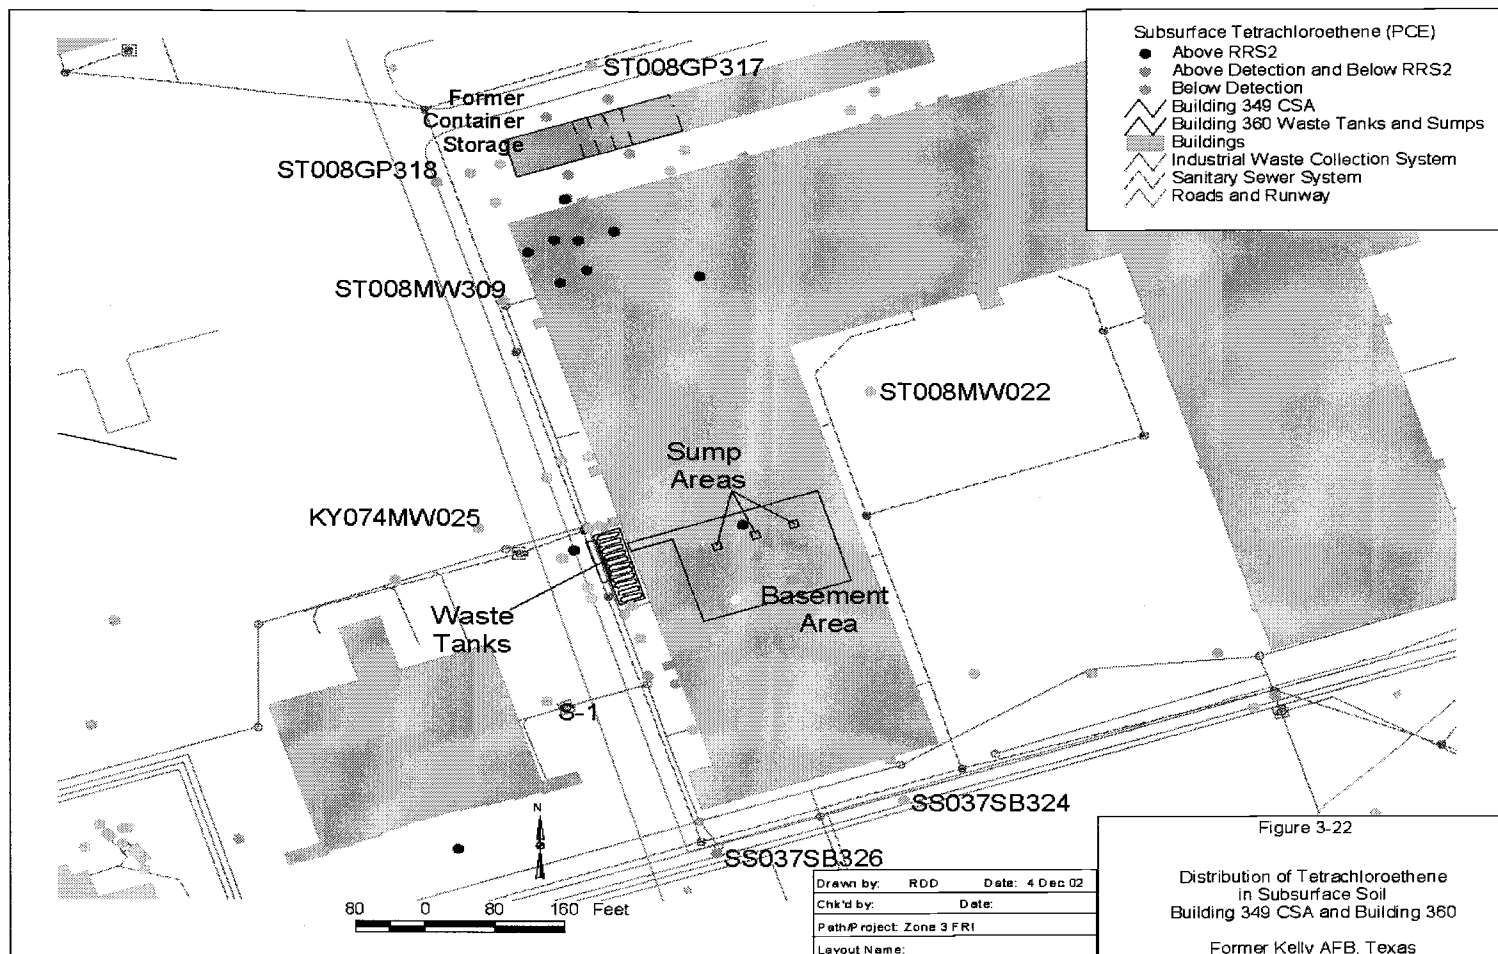 Subsurface Tetrachloroethene (PCE)
Above RRS2
Above Detection and Below RRS2
Below Detection
Building 349 CSA
Building 360 Waste Tanks and Sumps
Buildings
Industrial Waste Collection System
Sanitary Sewer System
Roads and Runway
ST008GP317
Former
Container
Storage
ST008GP318
ST008MW309
ST008MW022
Sump
Areas
KY074MW025
Waste
Tanks
Basement
Area
S-1
SS037SB324
SS037SB326
N
80 0 80 160 Feet
Drawn by: RDD Date: 4 Dec 02
Chk'd by: Date:
Path/Project: Zone 3 FRI
Layout Name:
Figure 3-22
Distribution of Tetrachloroethene
in Subsurface Soil
Building 349 CSA and Building 360
Former Kelly AFB, Texas